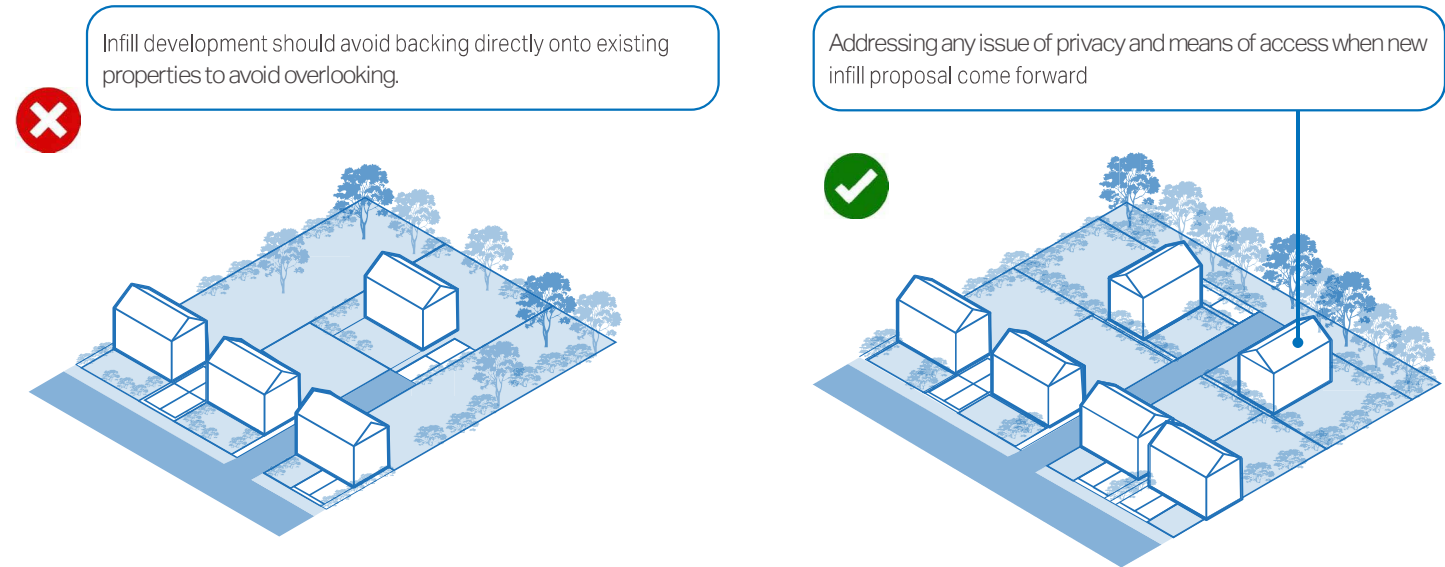 Infill development should avoid backing directly onto existing
properties to avoid overlooking.
Addressing any issue of privacy and means of access when new
infill proposal come forward